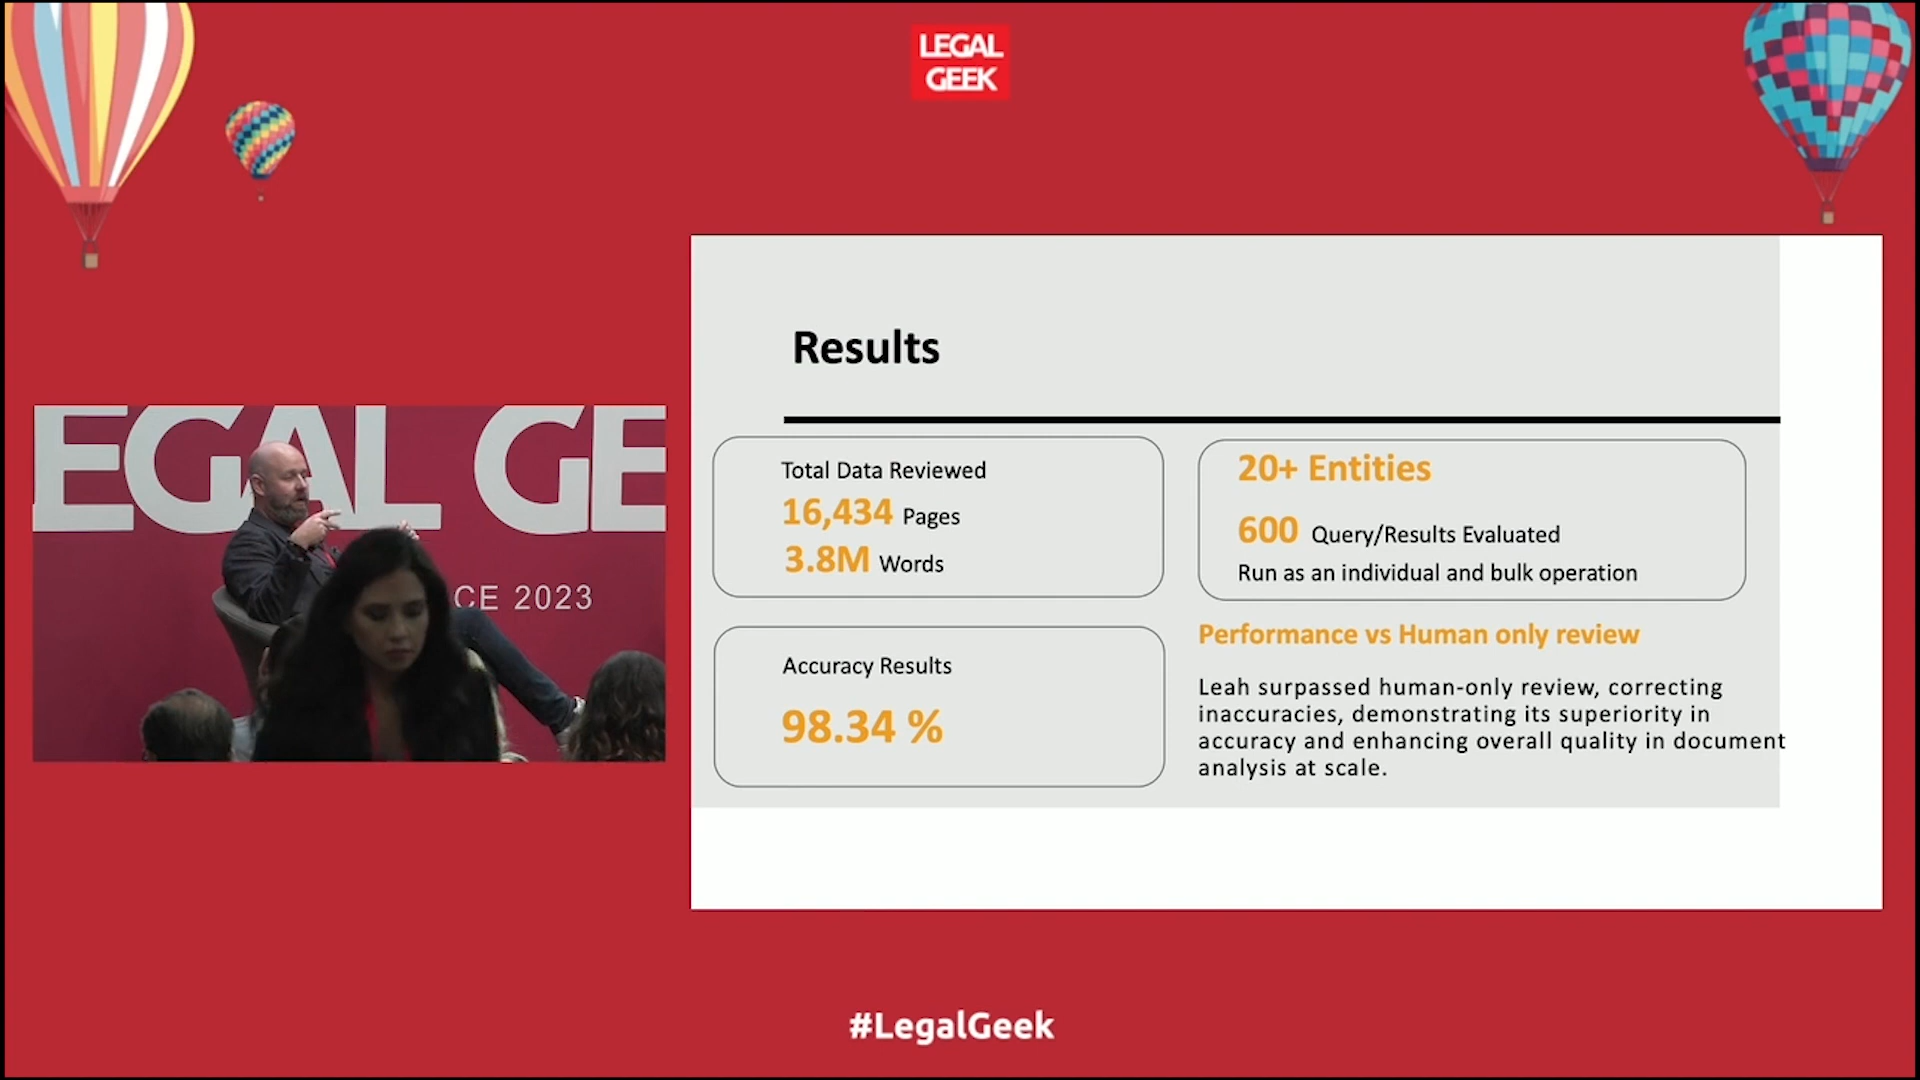 LEGAL
GEEK
EGAL GE
CE 2023
Results
Total Data Reviewed
16,434 Pages
3.8M Words
20+ Entities
600 Query/Results Evaluated
Run as an individual and bulk operation
Accuracy Results
98.34 %
Performance vs Human only review
Leah surpassed human-only review, correcting
inaccuracies, demonstrating its superiority in
accuracy and enhancing overall quality in document
analysis at scale.
#LegalGeek